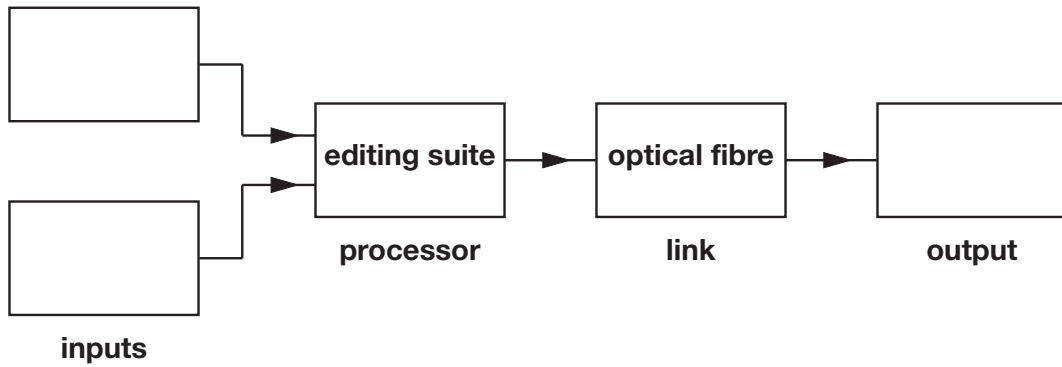 editing suite
optical fibre
processor
link
output
inputs